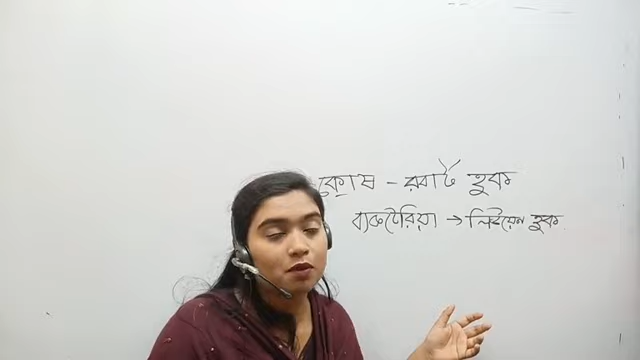 কোষ - রবার্ট হুক
ব্যাকটেরিয়া → লিউয়েন হুক